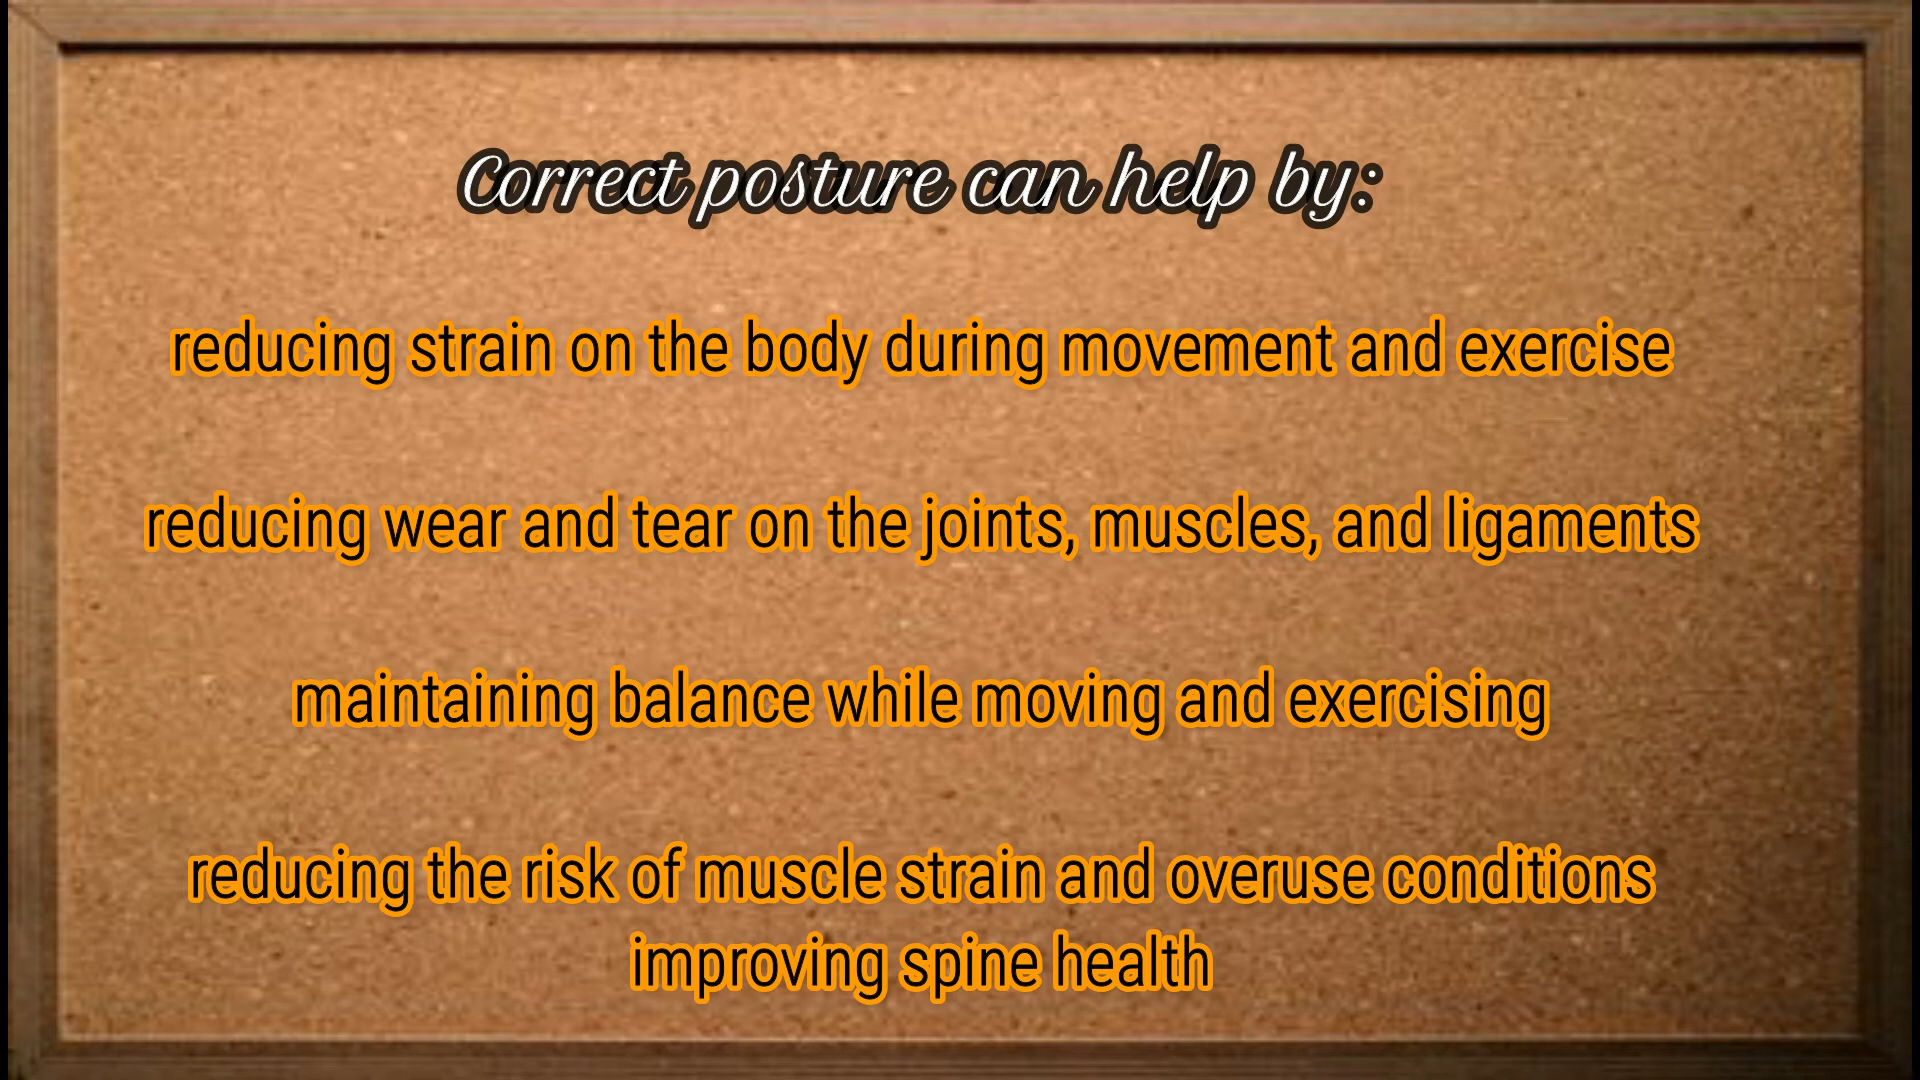 Correct posture can help by:
reducing strain on the body during movement and exercise
reducing wear and tear on the joints, muscles, and ligaments
maintaining balance while moving and exercising
reducing the risk of muscle strain and overuse conditions
improving spine health